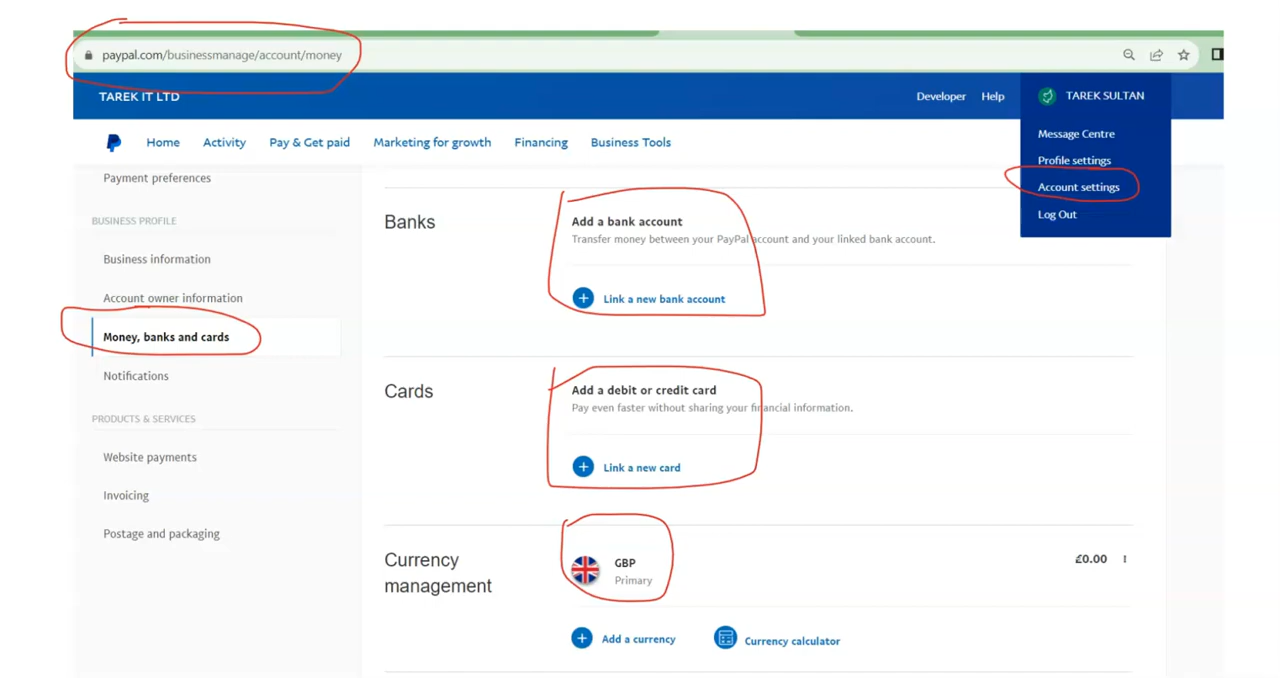 paypal.com/businessmanage/account/money
TAREK IT LTD
Developer
Help
TAREK SULTAN
Message Centre
Profile settings
Account settings
Log Out
Home
Activity
Pay & Get paid
Marketing for growth
Financing
Business Tools
Payment preferences
BUSINESS PROFILE
Business information
Account owner information
Money, banks and cards
Notifications
PRODUCTS & SERVICES
Website payments
Invoicing
Postage and packaging
Banks
Add a bank account
Transfer money between your PayPal account and your linked bank account.
Link a new bank account
Cards
Add a debit or credit card
Pay even faster without sharing your financial information.
Link a new card
Currency
management
GBP
Primary
£0.00
Add a currency
Currency calculator